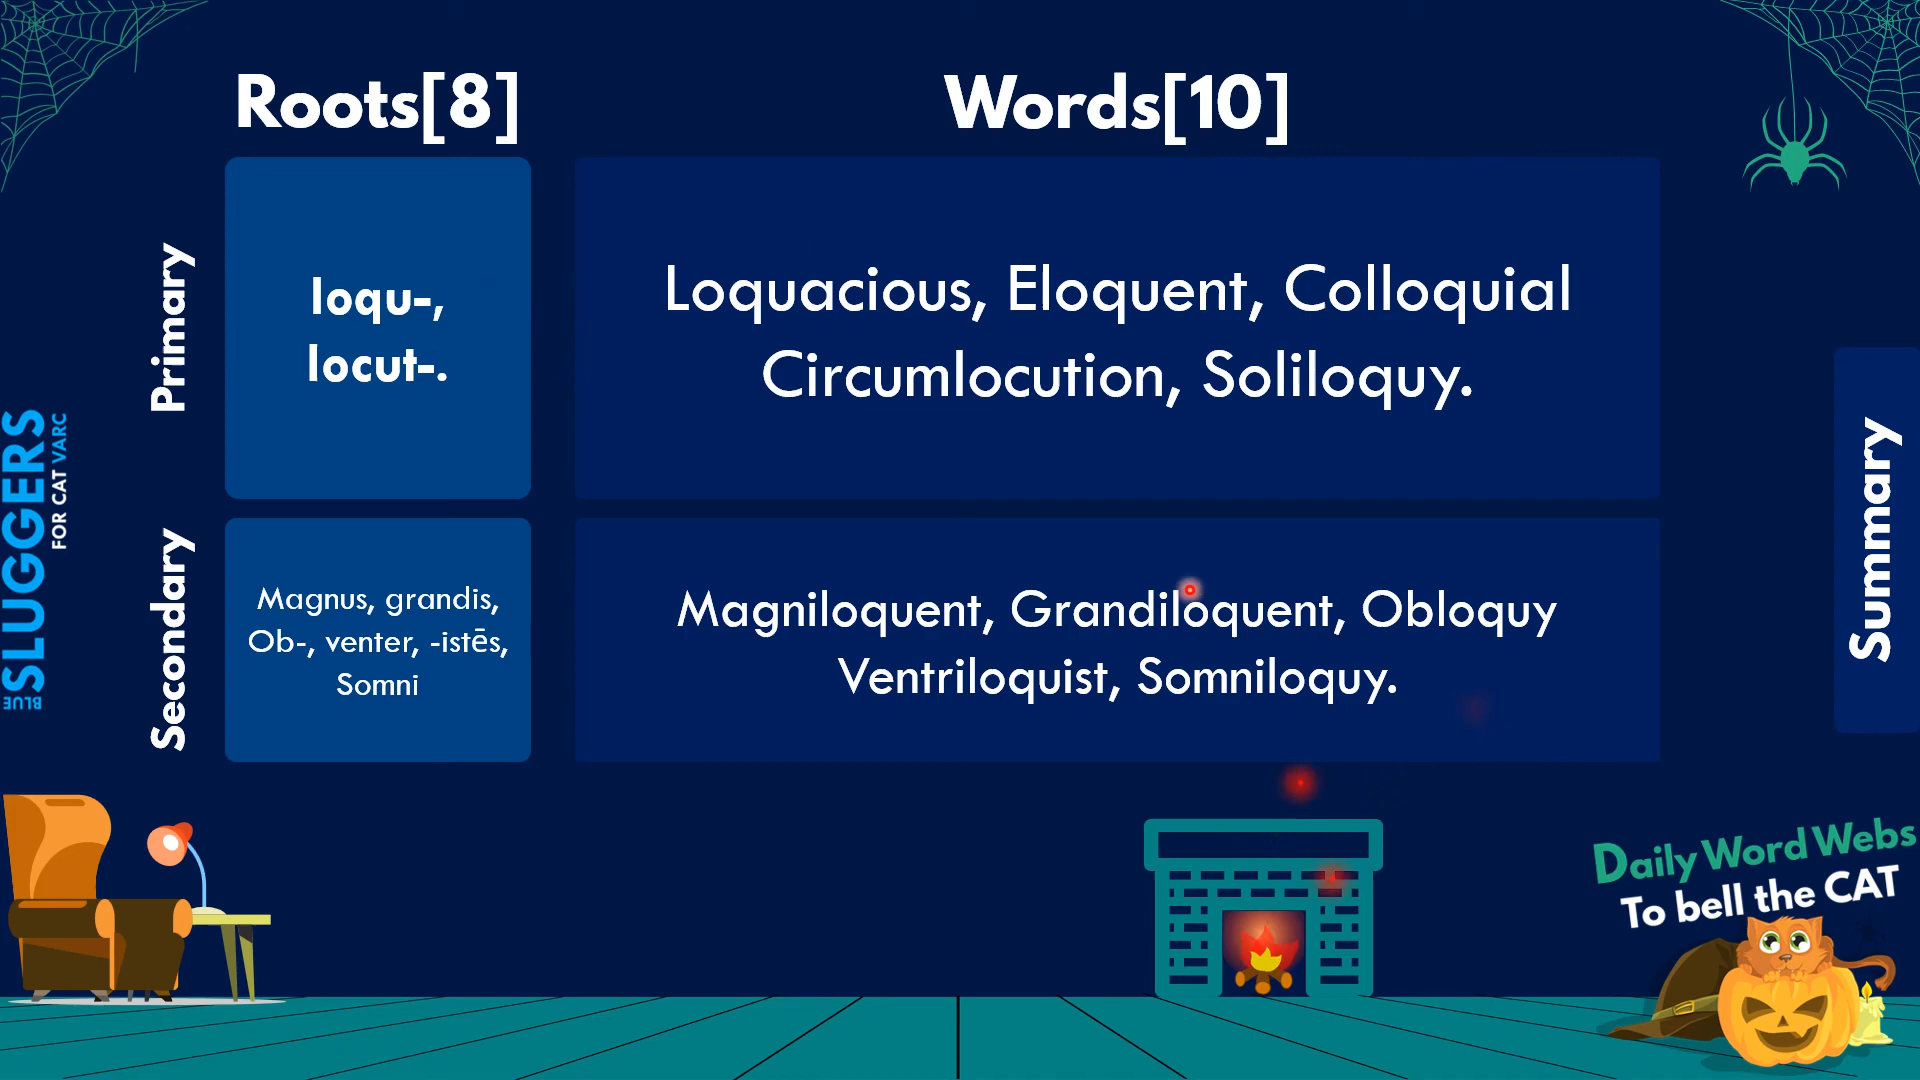 Roots[8]
Words[10]
Primary
loqu-,
locut-.
Loquacious, Eloquent, Colloquial
Circumlocution, Soliloquy.
Secondary
Magnus, grandis,
Ob-, venter, -istēs,
Somni
Magniloquent, Grandiloquent, Obloquy
Ventriloquist, Somniloquy.
Summary
BLUE SLUGGERS
FOR CAT VARC
Daily Word Webs
To bell the CAT